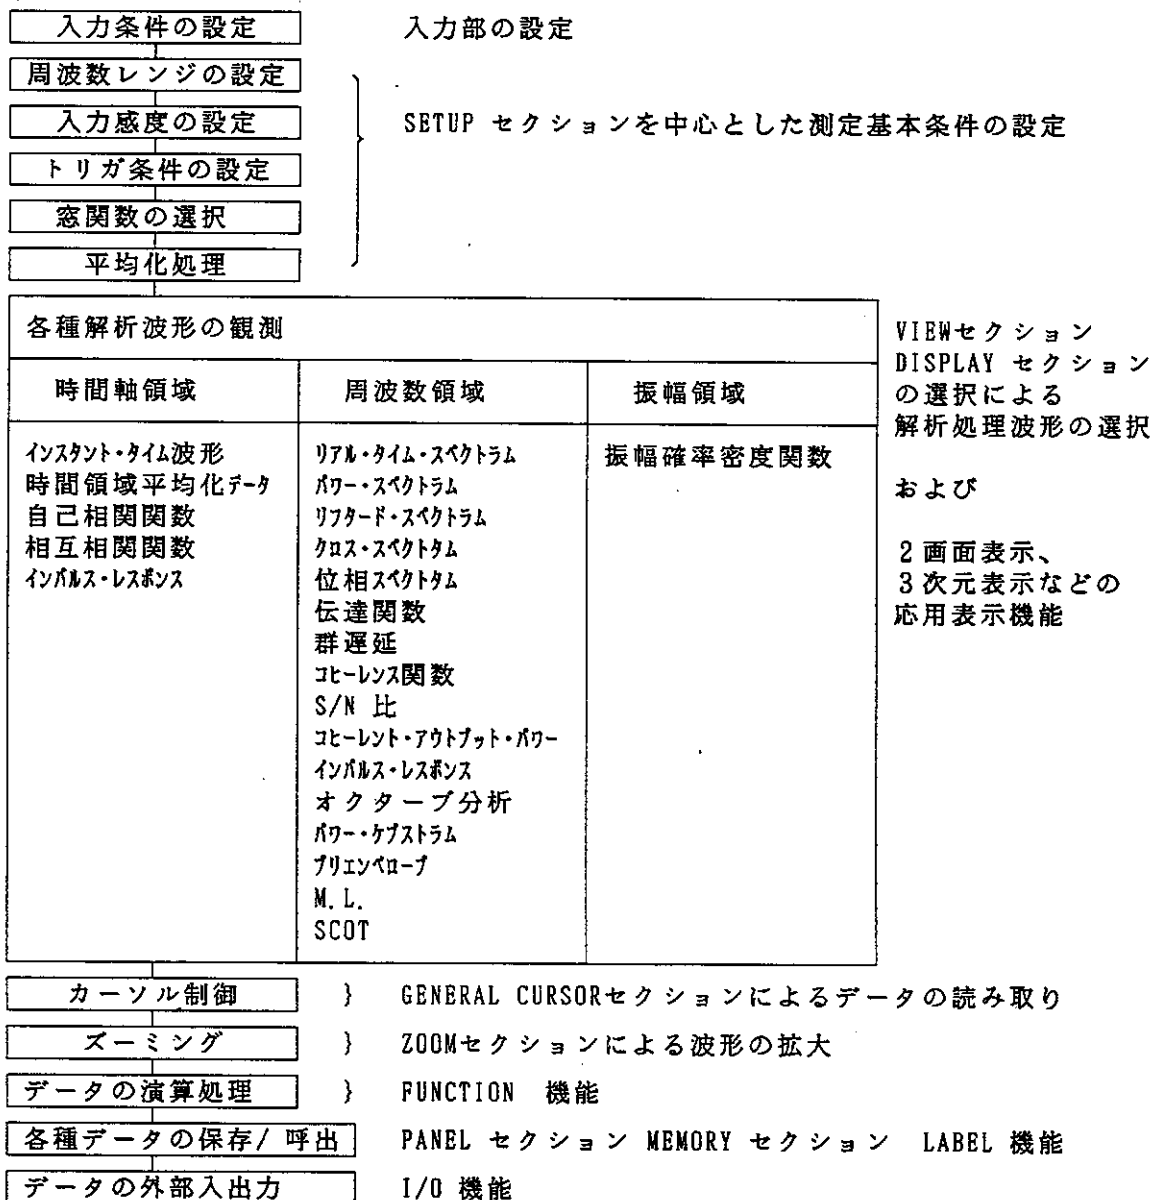 入力条件の設定 入力部の設定
周波数レンジの設定
入力感度の設定 SETUP セクションを中心とした測定基本条件の設定
トリガ条件の設定
窓関数の選択
平均化処理
各種解析波形の観測
時間軸領域
インスタント・タイム波形
時間領域平均化データ
自己相関関数
相互相関関数
インパルス・レスポンス
周波数領域
リアル・タイム・スペクトラム
パワー・スペクトラム
リフタード・スペクトラム
クロス・スペクトタム
位相スペクトタム
伝達関数
群遅延
コヒーレンス関数
S/N 比
コヒーレント・アウトプット・パワー
インパルス・レスポンス
オクターブ分析
パワー・ケプストラム
プリエンベロープ
M.L.
SCOT
振幅領域
振幅確率密度関数
VIEWセクション
DISPLAY セクション
の選択による
解析処理波形の選択
および
2画面表示、
3次元表示などの
応用表示機能
カーソル制御 } GENERAL CURSORセクションによるデータの読み取り
ズーミング } ZOOMセクションによる波形の拡大
データの演算処理 } FUNCTION 機能
各種データの保存/ 呼出 PANEL セクション MEMORY セクション LABEL 機能
データの外部入出力 I/O 機能